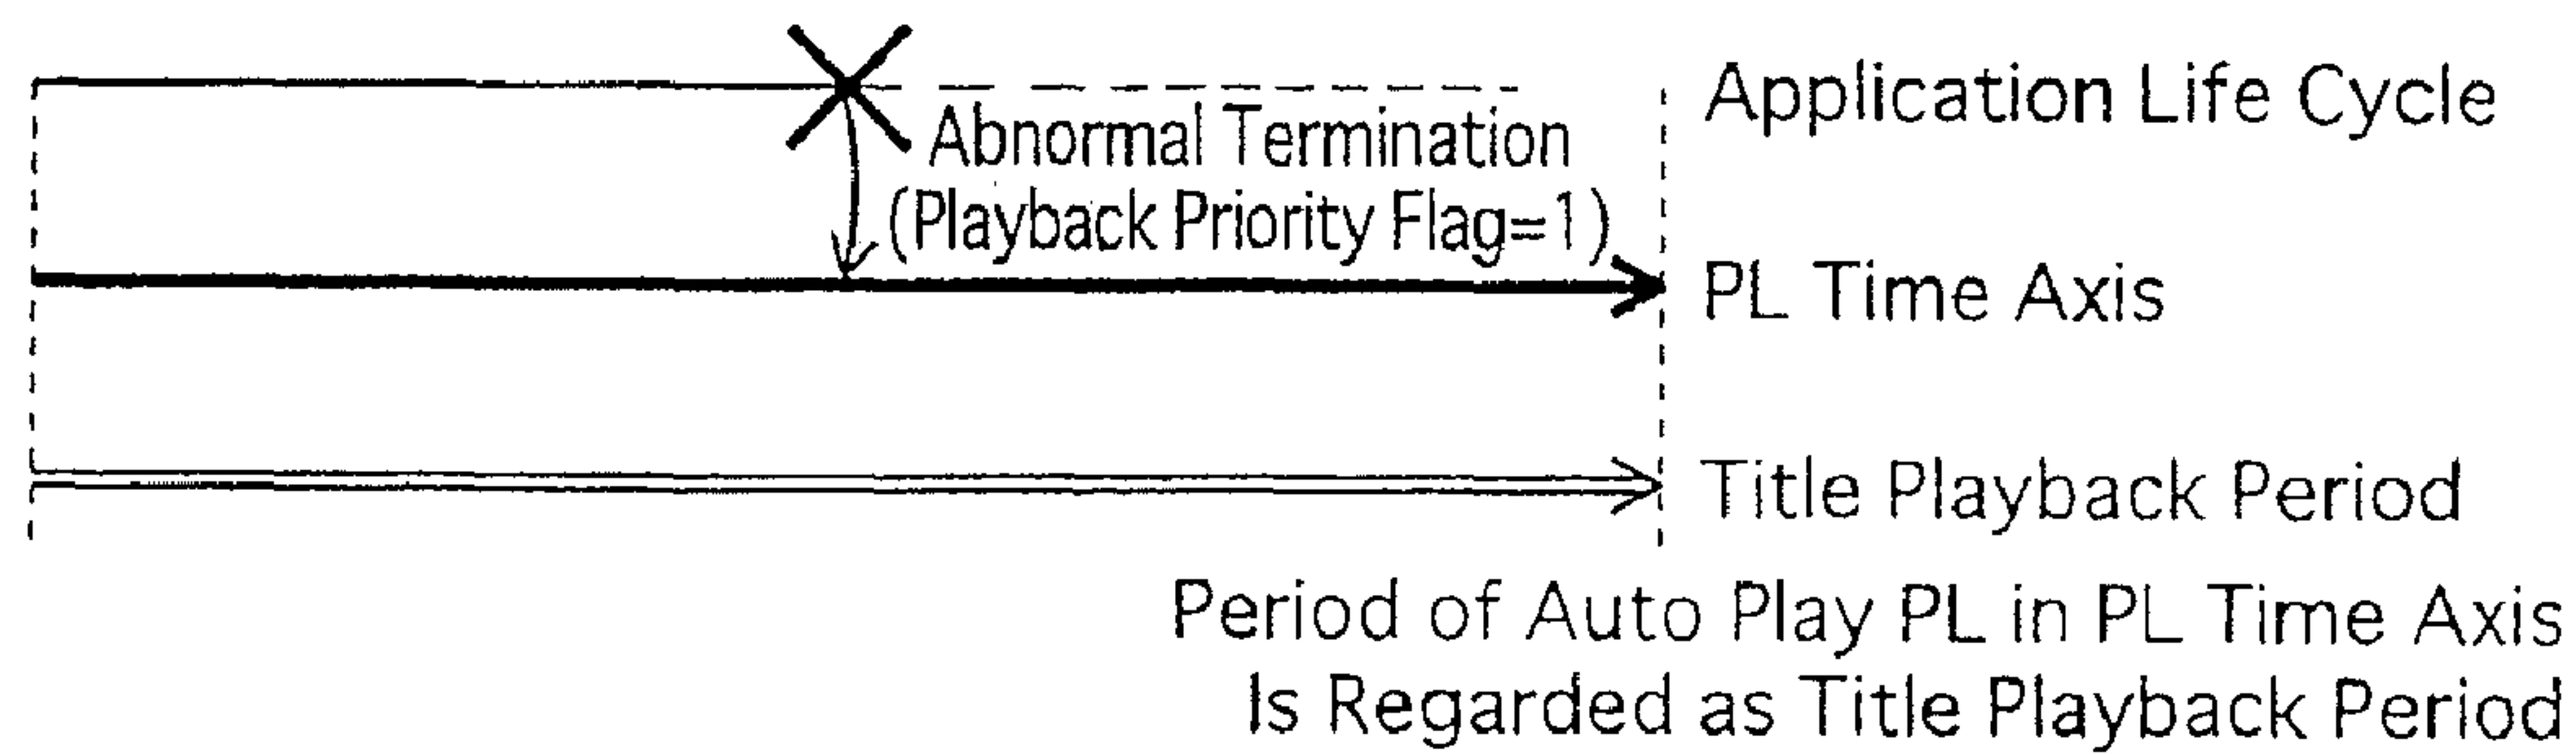 Application Life Cycle
Abnormal Termination
(Playback Priority Flag=1)
PL Time Axis
Title Playback Period
Period of Auto Play PL in PL Time Axis
Is Regarded as Title Playback Period